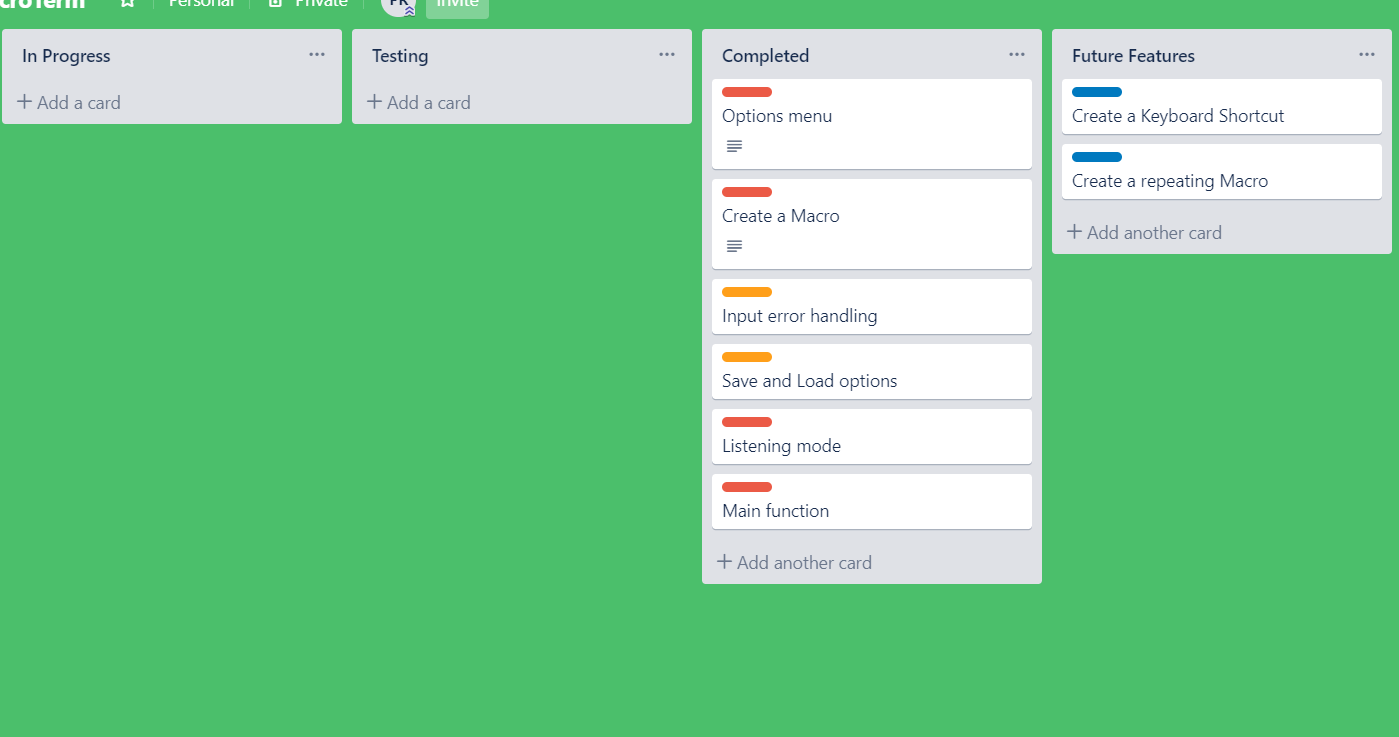 croTerm Personal Private PR Invite
In Progress
+ Add a card
Testing
+ Add a card
Completed
Options menu
Create a Macro
Input error handling
Save and Load options
Listening mode
Main function
+ Add another card
Future Features
Create a Keyboard Shortcut
Create a repeating Macro
+ Add another card